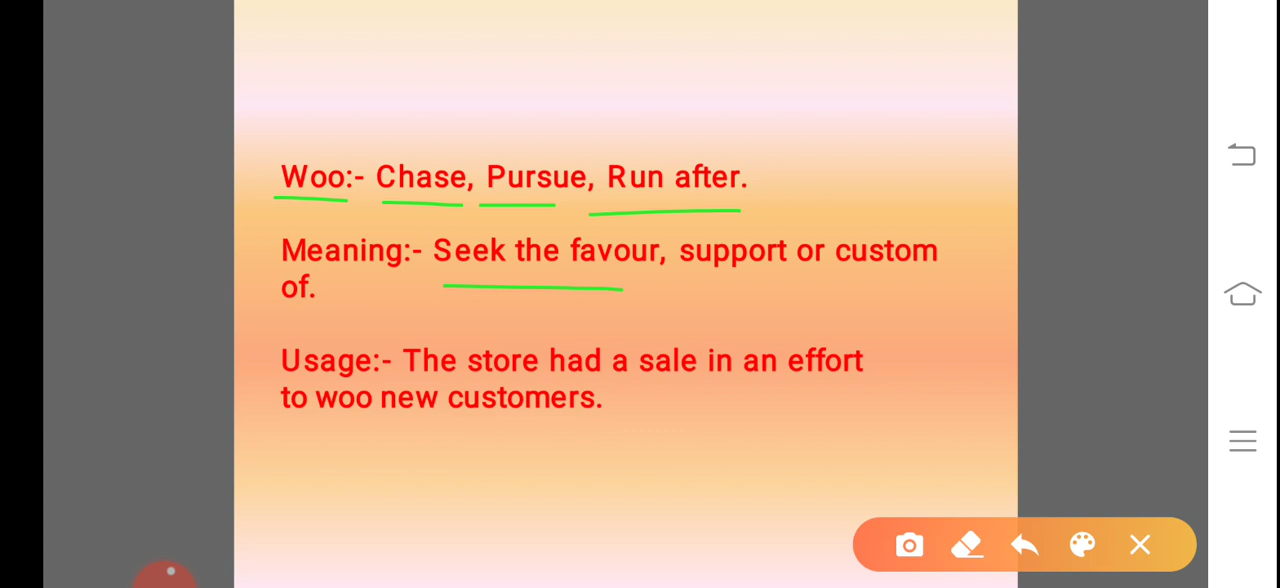 Woo:- Chase, Pursue, Run after.
Meaning:- Seek the favour, support or custom
of.
Usage:- The store had a sale in an effort
to woo new customers.